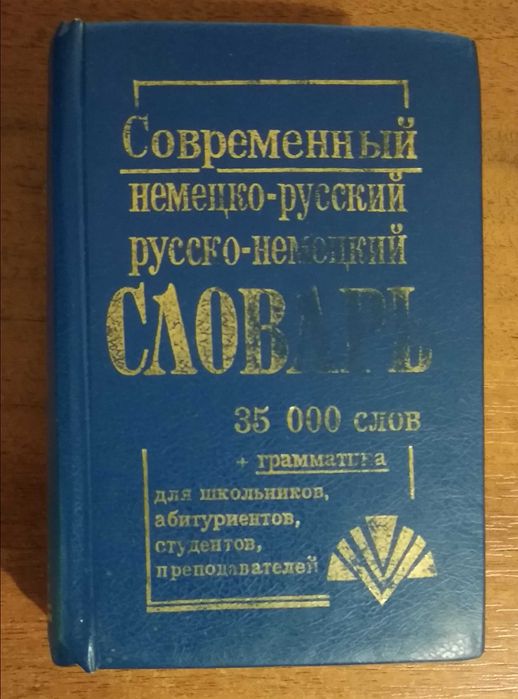 Современный
немецко-русский
русско-немецкий
СЛОВАРЬ
35 000 слов
+ грамматика
для школьников,
абитуриентов,
студентов,
преподавателей